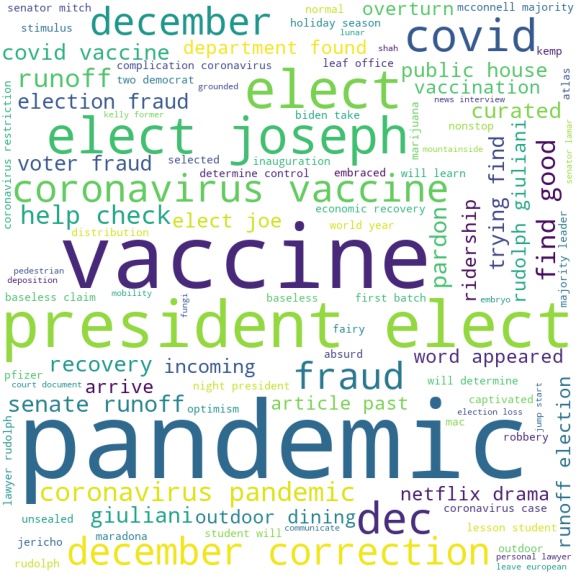 senator mitch
december
normal
overturn
mcconnell majority
stimulus
holiday season
lunar
covid
kemp
covid vaccine
complication coronavirus
department found
shah
leaf office
runoff
two democrat
grounded
elect
public house
atlas
election fraud
vaccination
news interview
kelly former
biden take
curated
coronavirus restriction
elect joseph
marijuana
nonstop
mountainside
senator lamar
voter fraud
selected
inauguration
determine control
embraced
will learn
trying find
rudolph giuliani
find good
majority leader
coronavirus vaccine
help check
elect joe
economic recovery
pardon
ridership
distribution
world year
vaccine
pedestrian
deposition
baseless claim
mobility
fungi
baseless
first batch
embryo
president elect
fairy
absurd
word appeared
pfizer
recovery
incoming
court document
arrive
night president
fraud
will determine
captivated
jump start
runoff election
senate runoff
optimism
article past
election loss
mac
robbery
lawyer rudolph
pandemic
coronavirus pandemic
dec
netflix drama
coronavirus case
unsealed
giuliani
outdoor dining
communicate
lesson student
jericho
maradona
student will
december correction
outdoor
personal lawyer
rudolph
leave european